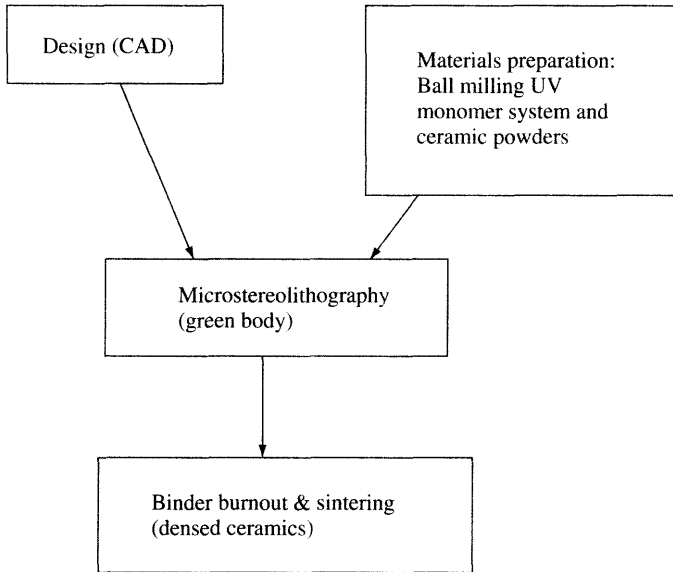 Design (CAD)
Materials preparation:
Ball milling UV
monomer system and
ceramic powders
Microstereolithography
(green body)
Binder burnout & sintering
(densed ceramics)